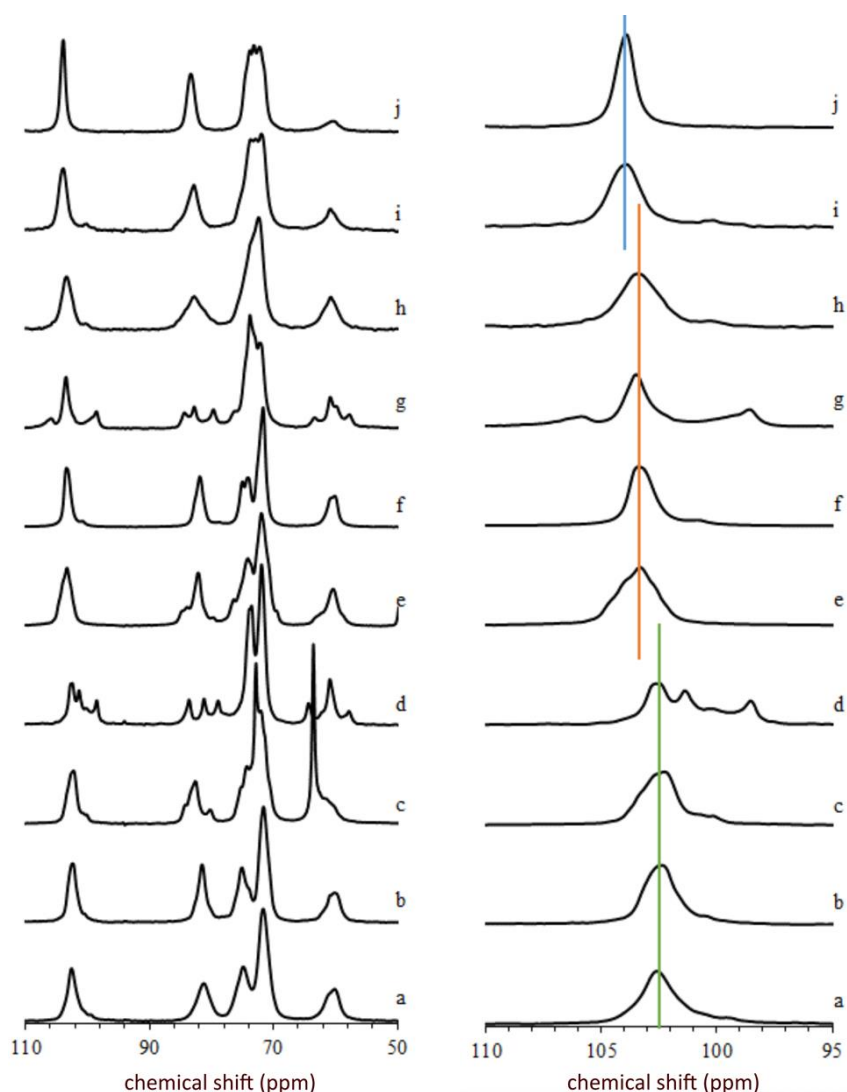 j j
i i
h h
g g
f f
e e
d d
c c
b b
a a
110 90 70 50 110 105 100 95
chemical shift (ppm) chemical shift (ppm)